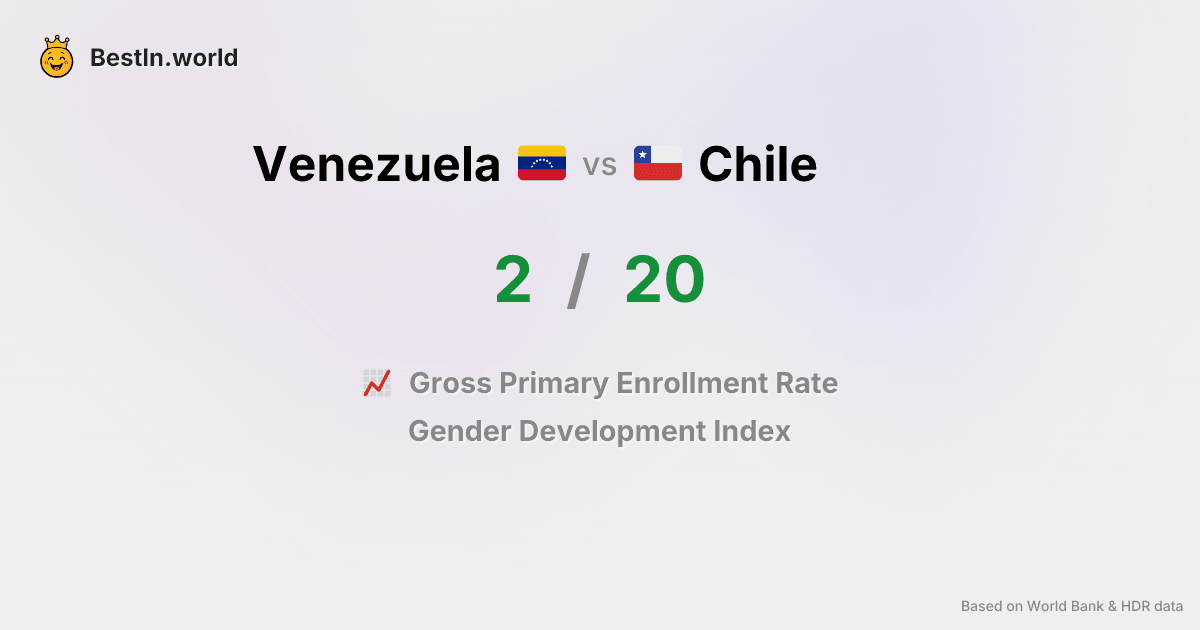 BestIn.world
Venezuela vs Chile
2 / 20
Gross Primary Enrollment Rate
Gender Development Index
Based on World Bank & HDR data